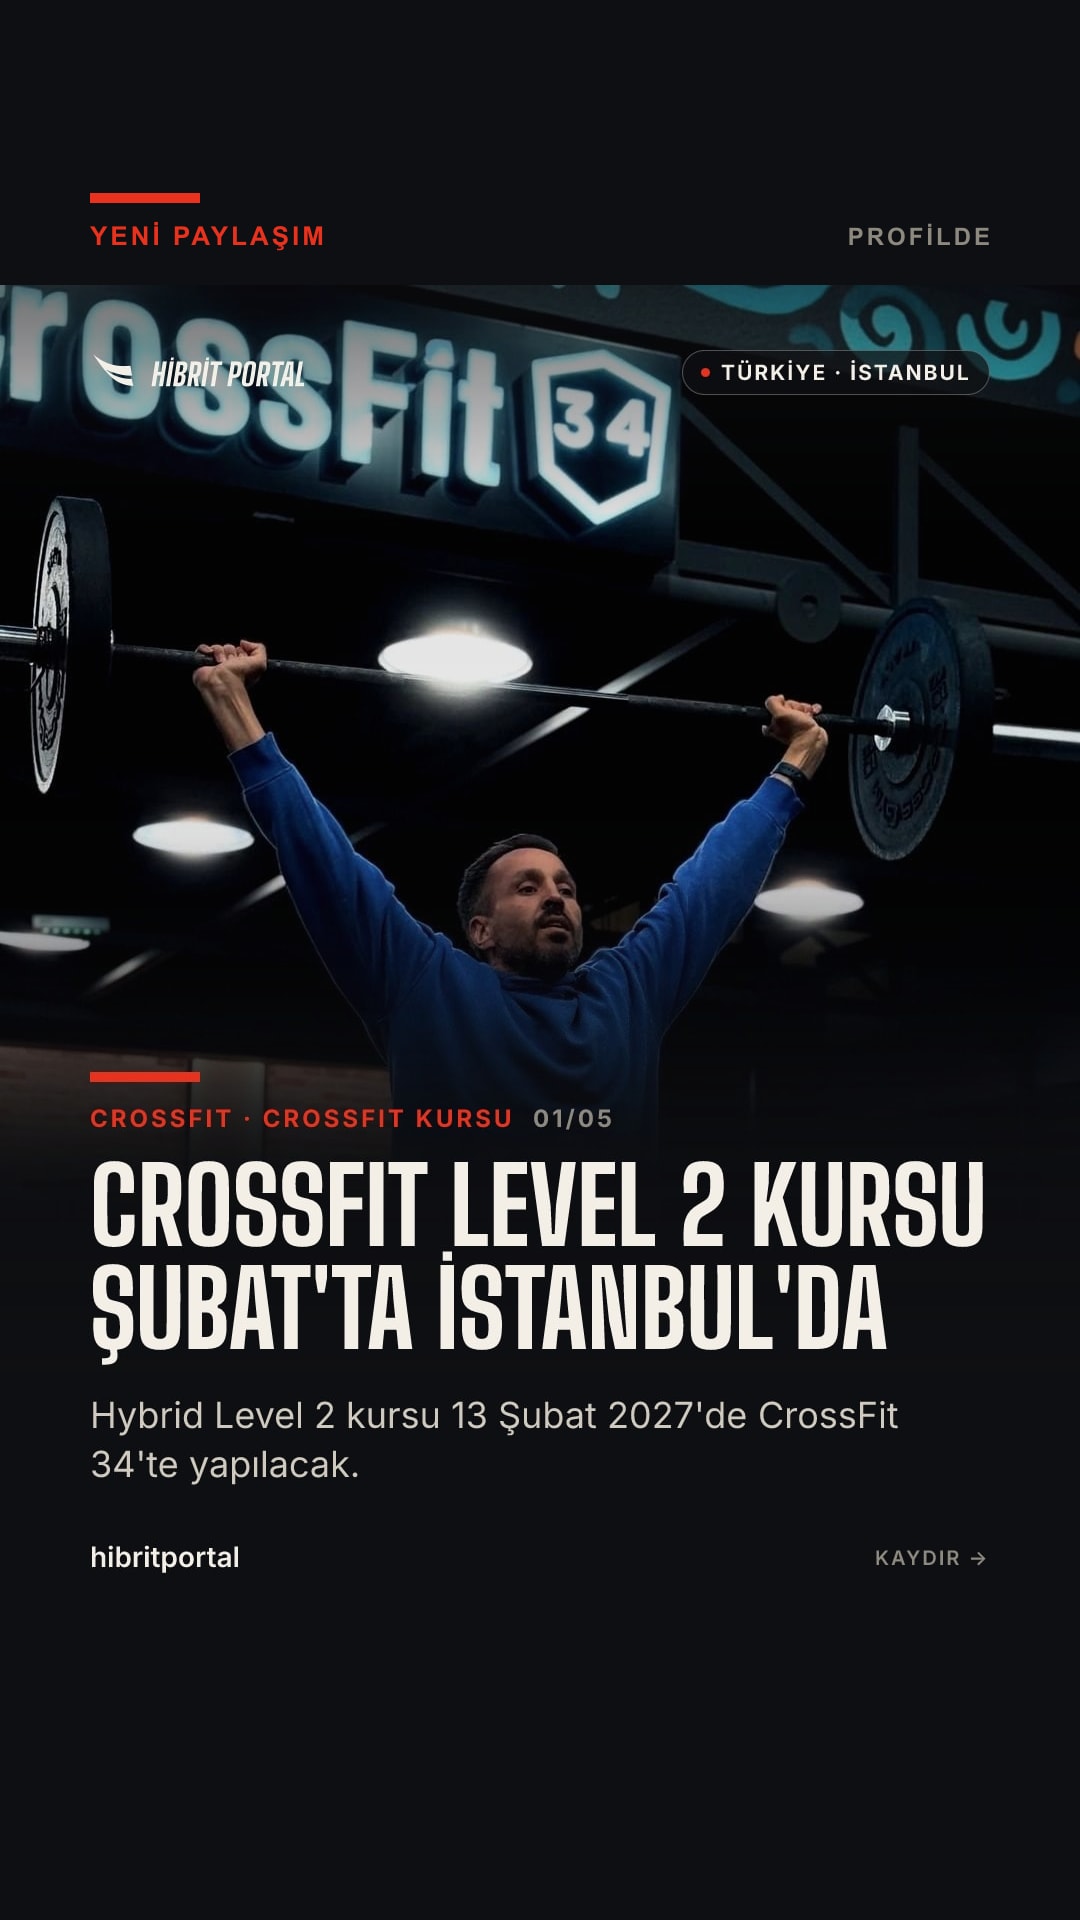 YENİ PAYLAŞIM
PROFİLDE
CrossFit 34
HİBRİT PORTAL
TÜRKİYE · İSTANBUL
CROSSFIT · CROSSFIT KURSU 01/05
CROSSFIT LEVEL 2 KURSU
ŞUBAT'TA İSTANBUL'DA
Hybrid Level 2 kursu 13 Şubat 2027'de CrossFit
34'te yapılacak.
hibritportal
KAYDIR →